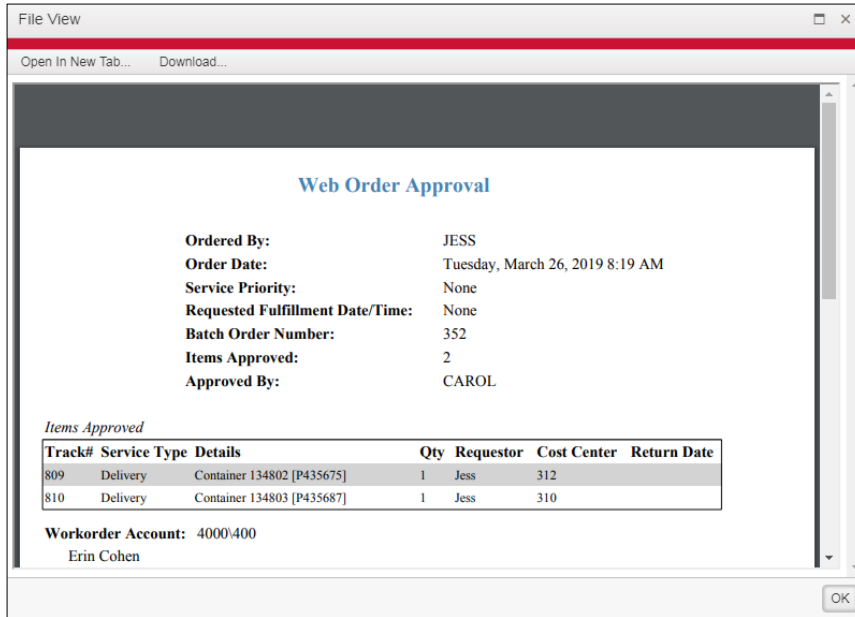 File View
Open In New Tab... Download...
Web Order Approval
Ordered By: JESS
Order Date: Tuesday, March 26, 2019 8:19 AM
Service Priority: None
Requested Fulfillment Date/Time: None
Batch Order Number: 352
Items Approved: 2
Approved By: CAROL
Items Approved
Track# Service Type Details Qty Requestor Cost Center Return Date
809 Delivery Container 134802 [P435675] 1 Jess 312
810 Delivery Container 134803 [P435687] 1 Jess 310
Workorder Account: 4000\400
Erin Cohen
OK